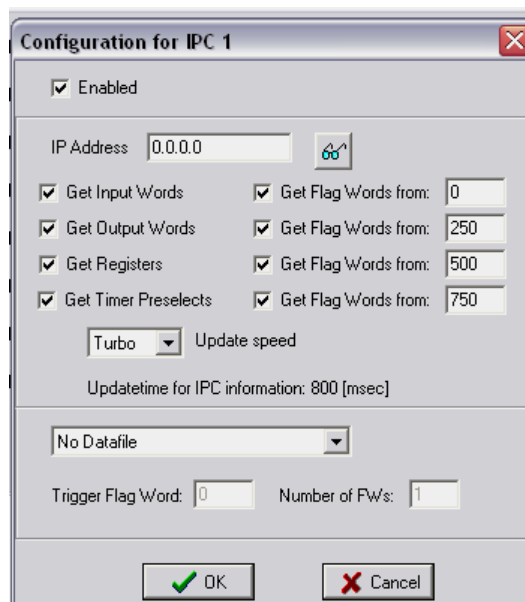 Configuration for IPC 1
Enabled
IP Address 0.0.0.0
Get Input Words Get Flag Words from: 0
Get Output Words Get Flag Words from: 250
Get Registers Get Flag Words from: 500
Get Timer Preselects Get Flag Words from: 750
Turbo Update speed
Updatetime for IPC information: 800 [msec]
No Datafile
Trigger Flag Word: 0 Number of FWs: 1
OK Cancel